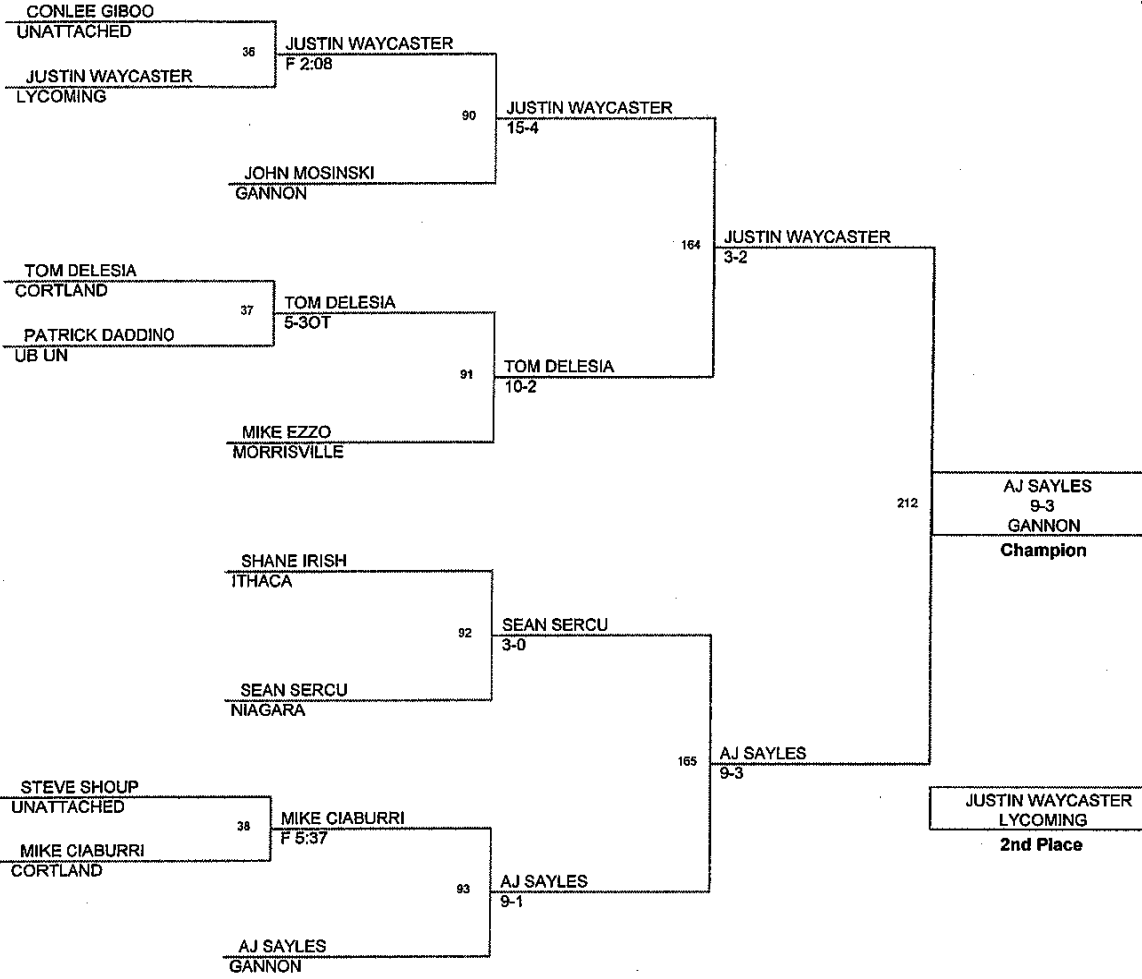 CONLEE GIBOO
UNATTACHED
36
JUSTIN WAYCASTER
F 2:08
JUSTIN WAYCASTER
LYCOMING
90
JUSTIN WAYCASTER
15-4
JOHN MOSINSKI
GANNON
164
JUSTIN WAYCASTER
3-2
TOM DELESIA
CORTLAND
37
TOM DELESIA
5-3OT
PATRICK DADDINO
UB UN
91
TOM DELESIA
10-2
MIKE EZZO
MORRISVILLE
212
AJ SAYLES
9-3
GANNON
Champion
SHANE IRISH
ITHACA
92
SEAN SERCU
3-0
SEAN SERCU
NIAGARA
165
AJ SAYLES
9-3
STEVE SHOUP
UNATTACHED
38
MIKE CIABURRI
F 5:37
MIKE CIABURRI
CORTLAND
93
AJ SAYLES
9-1
AJ SAYLES
GANNON
JUSTIN WAYCASTER
LYCOMING
2nd Place